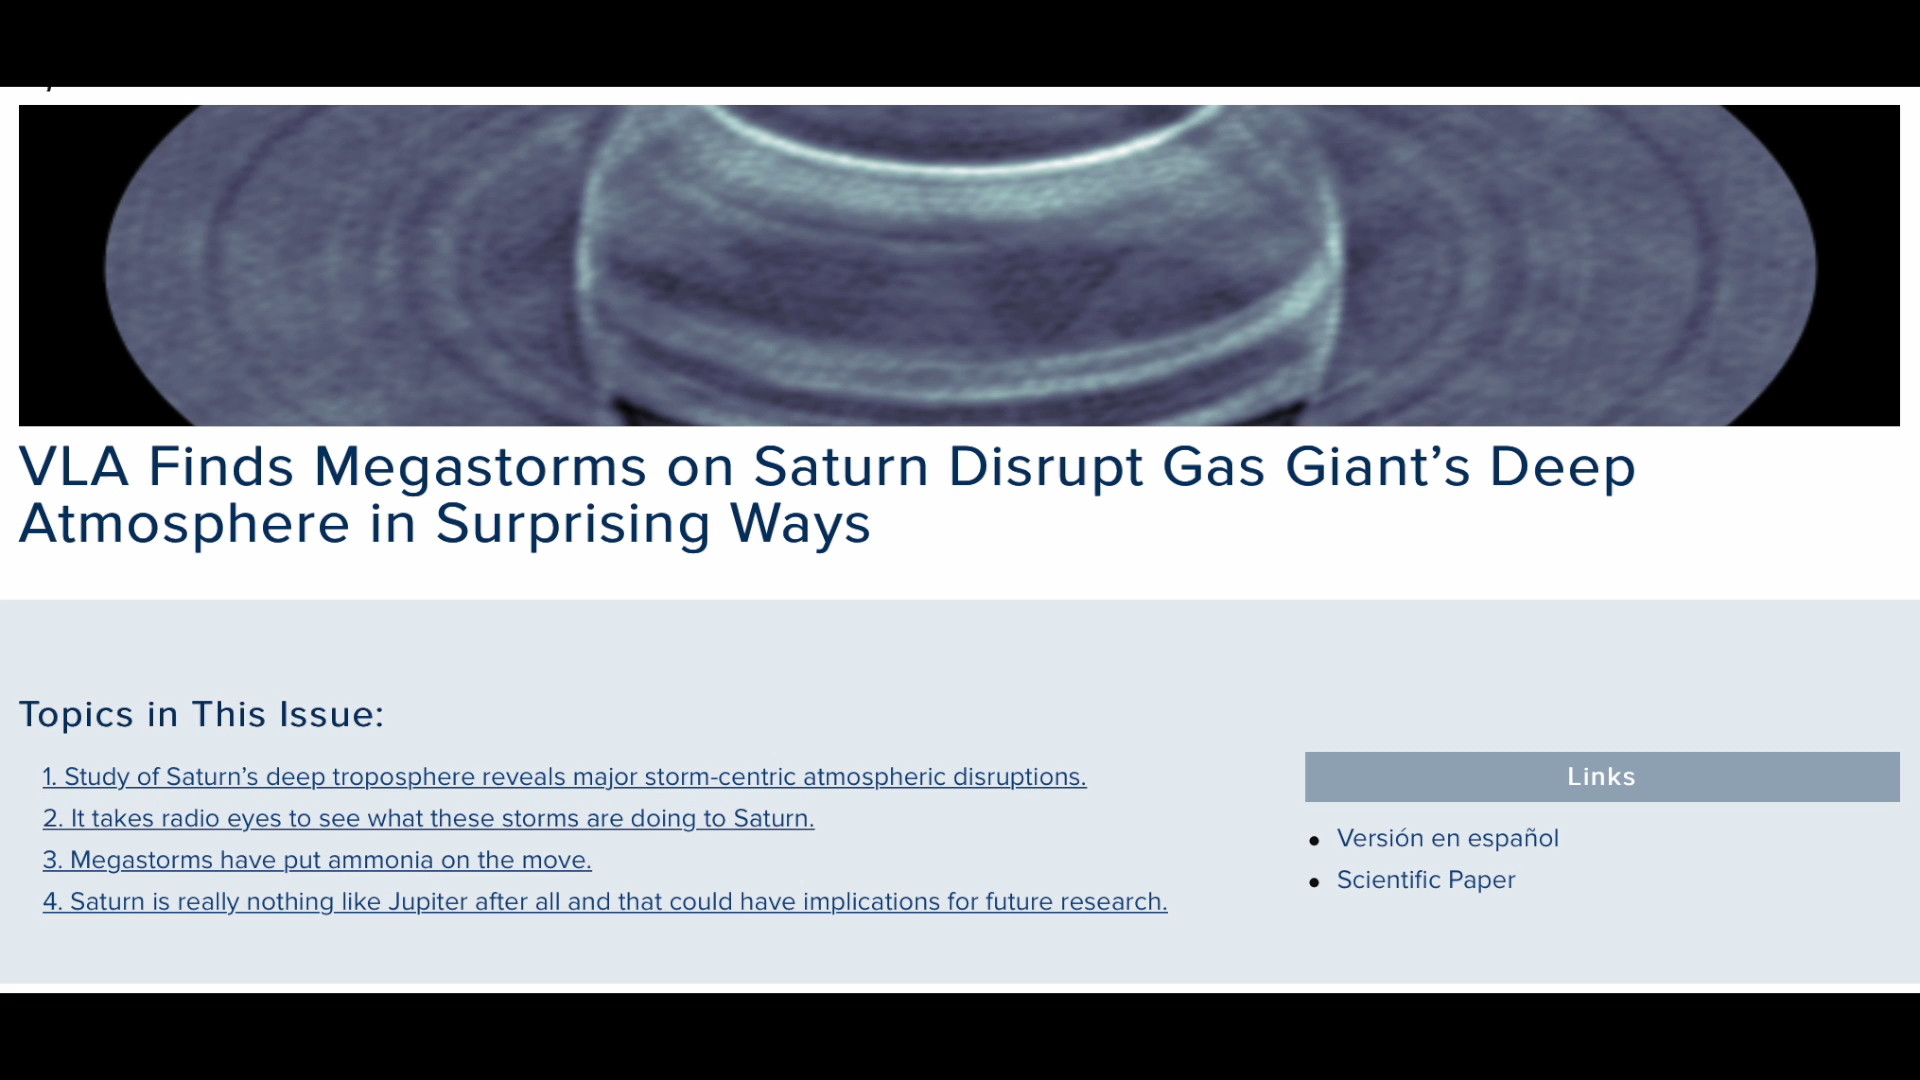 VLA Finds Megastorms on Saturn Disrupt Gas Giant’s Deep
Atmosphere in Surprising Ways
Topics in This Issue:
1. Study of Saturn’s deep troposphere reveals major storm-centric atmospheric disruptions.
2. It takes radio eyes to see what these storms are doing to Saturn.
3. Megastorms have put ammonia on the move.
4. Saturn is really nothing like Jupiter after all and that could have implications for future research.
Links
• Versión en español
• Scientific Paper